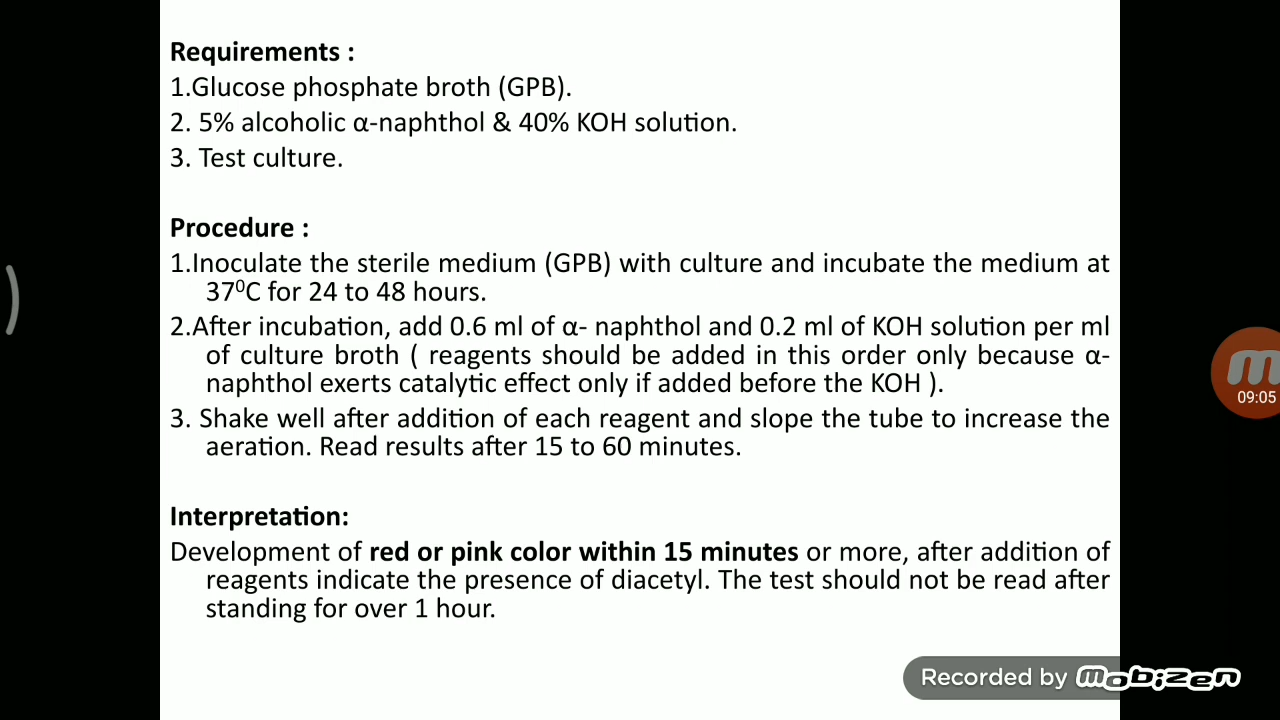 Requirements :
1.Glucose phosphate broth (GPB).
2. 5% alcoholic α-naphthol & 40% KOH solution.
3. Test culture.
Procedure :
1.Inoculate the sterile medium (GPB) with culture and incubate the medium at
37⁰C for 24 to 48 hours.
2.After incubation, add 0.6 ml of α- naphthol and 0.2 ml of KOH solution per ml
of culture broth ( reagents should be added in this order only because α-
naphthol exerts catalytic effect only if added before the KOH ).
3. Shake well after addition of each reagent and slope the tube to increase the
aeration. Read results after 15 to 60 minutes.
Interpretation:
Development of red or pink color within 15 minutes or more, after addition of
reagents indicate the presence of diacetyl. The test should not be read after
standing for over 1 hour.
09:05
Recorded by mobizen